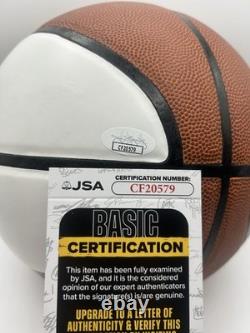 CF20579
JSA
CERTIFICATION NUMBER:
CF20579
BASIC
CERTIFICATION
This item has been fully examined
by JSA, and it is the considered
opinion of our expert authenticators
that the signature(s) is/are genuine.
UPGRADE TO A LETTER OF
AUTHENTICITY & VERIFY THIS